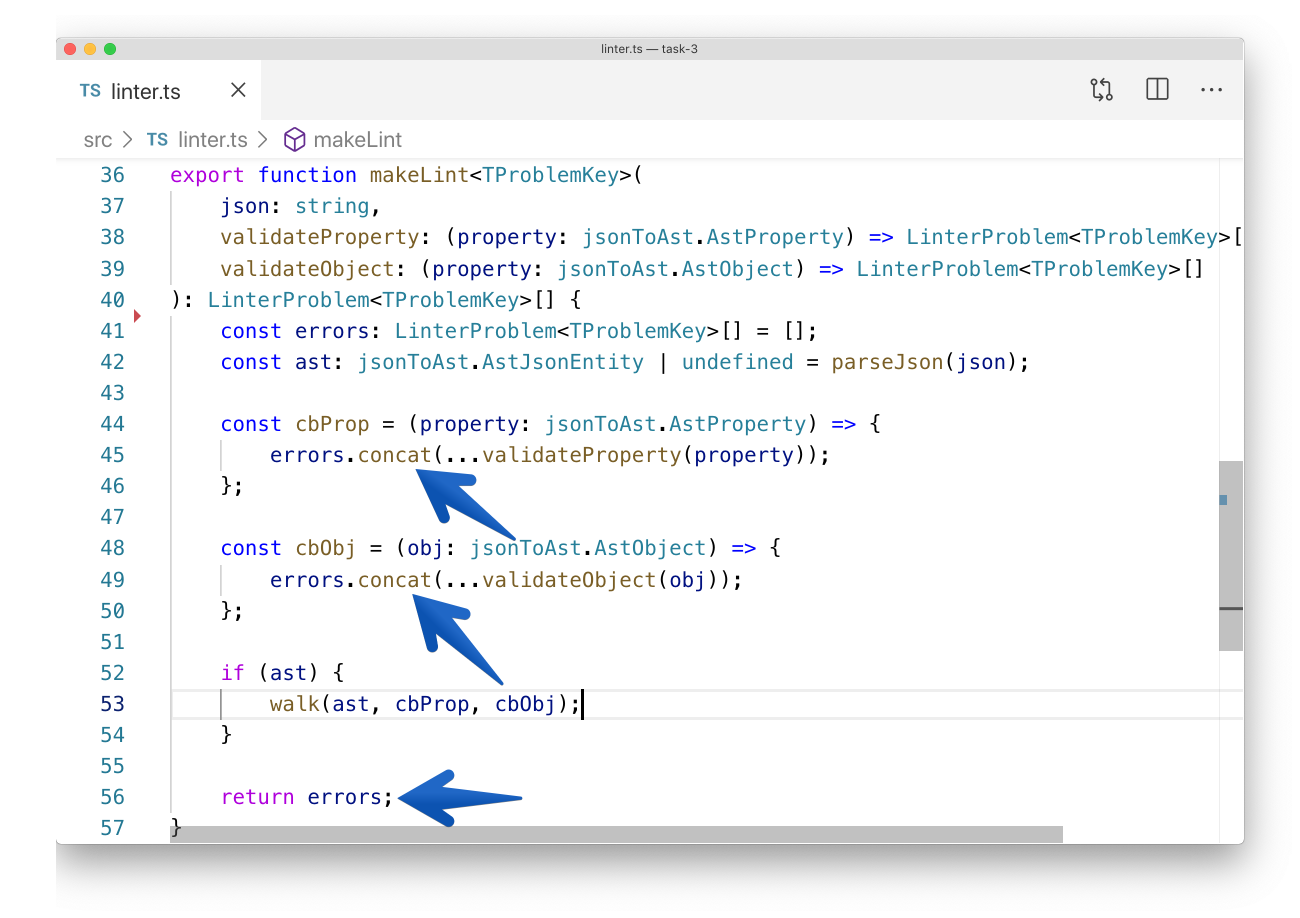 linter.ts — task-3
TS linter.ts
src > TS linter.ts > makeLint
36 export function makeLint<TProblemKey>(
37     json: string,
38     validateProperty: (property: jsonToAst.AstProperty) => LinterProblem<TProblemKey>[
39     validateObject: (property: jsonToAst.AstObject) => LinterProblem<TProblemKey>[]
40 ): LinterProblem<TProblemKey>[] {
41     const errors: LinterProblem<TProblemKey>[] = [];
42     const ast: jsonToAst.AstJsonEntity | undefined = parseJson(json);
43
44     const cbProp = (property: jsonToAst.AstProperty) => {
45         errors.concat(...validateProperty(property));
46     };
47
48     const cbObj = (obj: jsonToAst.AstObject) => {
49         errors.concat(...validateObject(obj));
50     };
51
52     if (ast) {
53         walk(ast, cbProp, cbObj);
54     }
55
56     return errors;
57 }